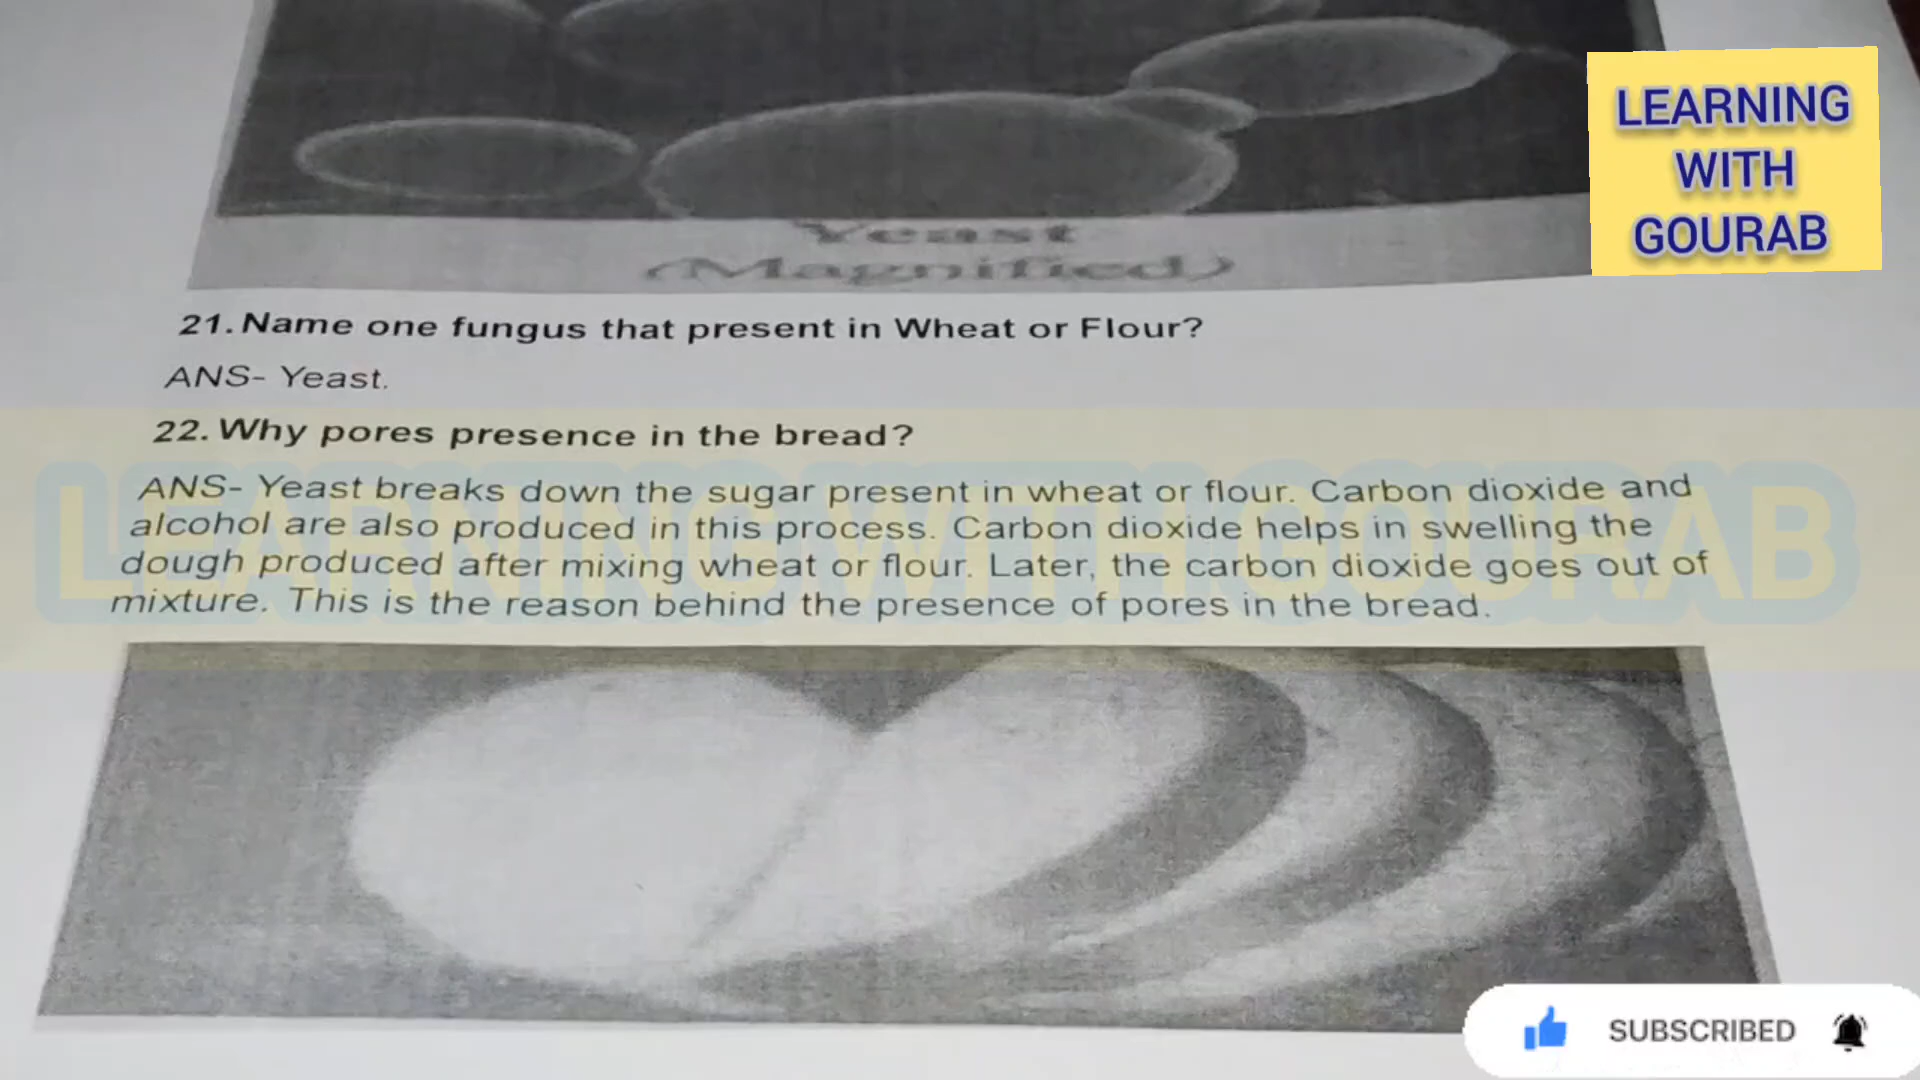 LEARNING
WITH
GOURAB
Yeast
(Magnified)
21. Name one fungus that present in Wheat or Flour?
ANS- Yeast.
22. Why pores presence in the bread?
ANS- Yeast breaks down the sugar present in wheat or flour. Carbon dioxide and
alcohol are also produced in this process. Carbon dioxide helps in swelling the
dough produced after mixing wheat or flour. Later, the carbon dioxide goes out of
mixture. This is the reason behind the presence of pores in the bread.
LEARNING WITH GOURAB
SUBSCRIBED